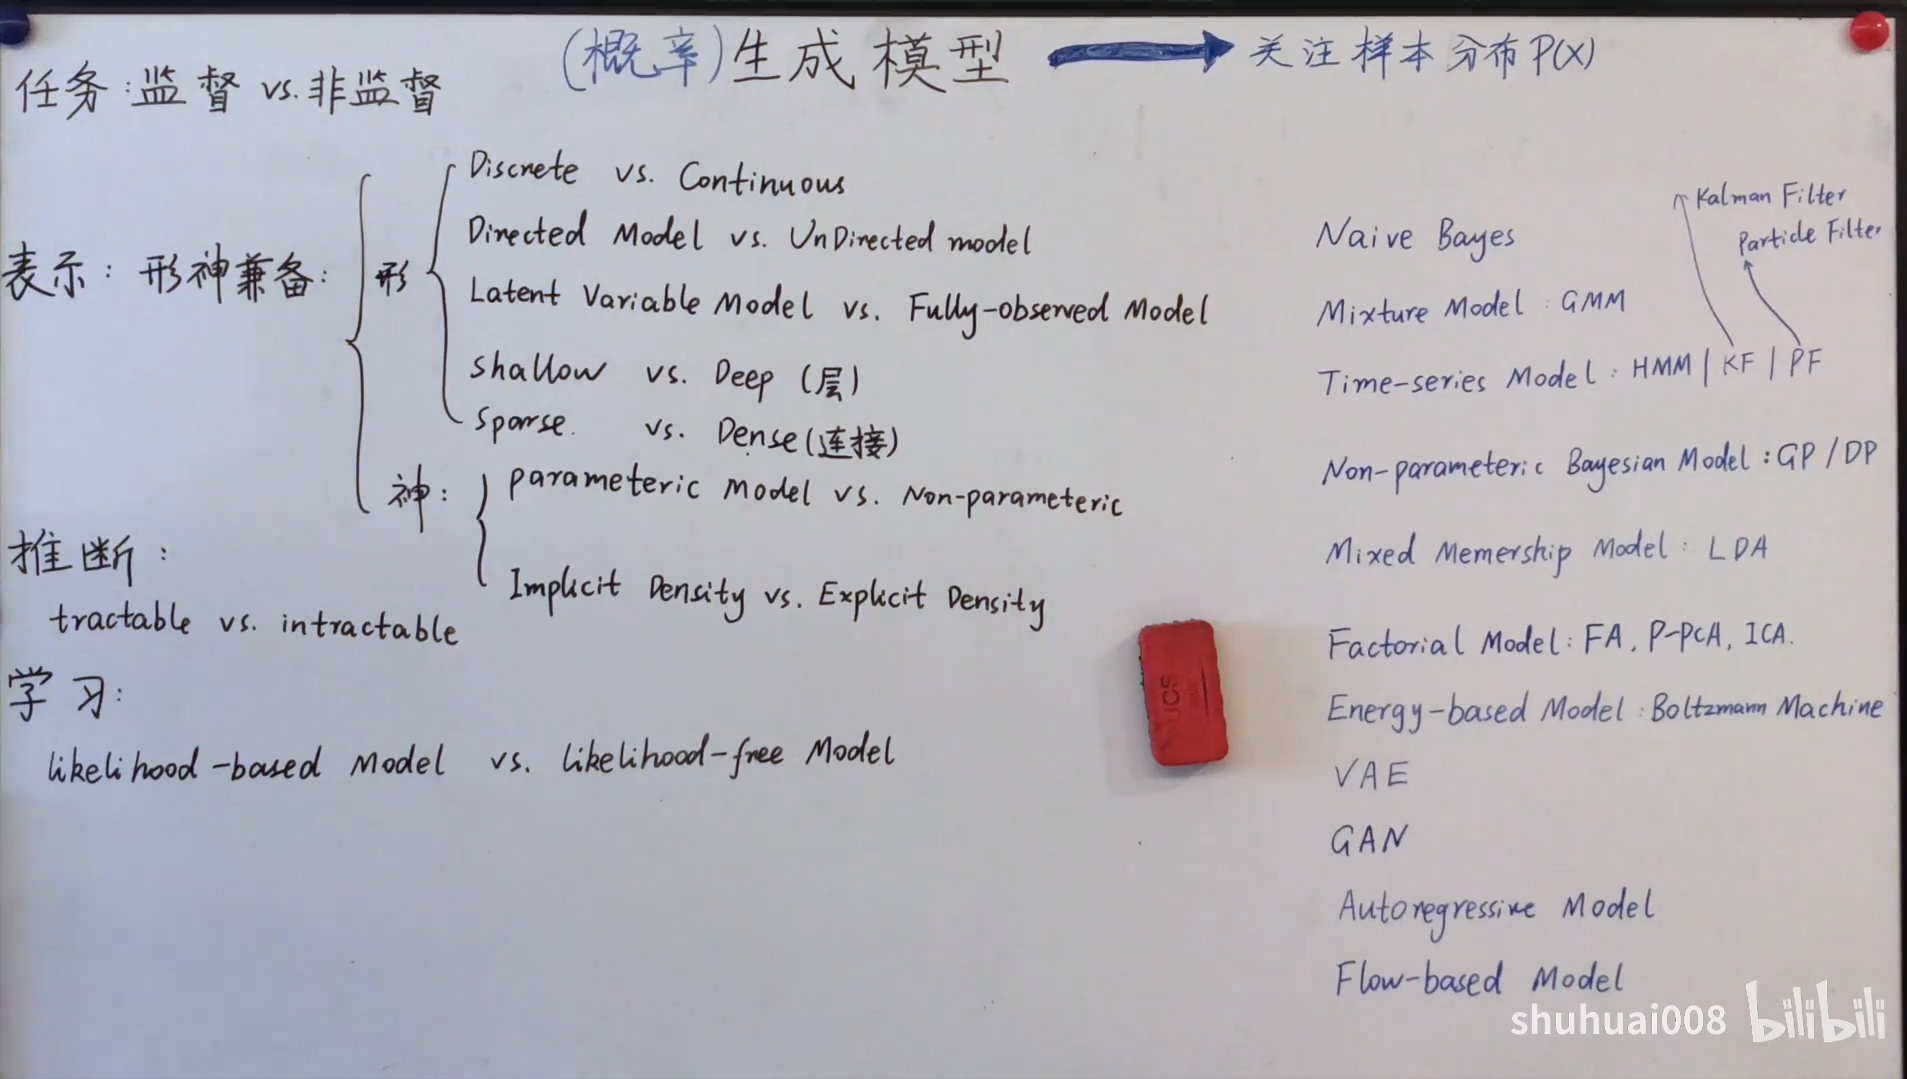 (概率)生成模型 → 关注样本分布P(X)
任务:监督 vs. 非监督
表示: 形神兼备:
形
Discrete vs. Continuous
Directed Model vs. UnDirected model
Latent Variable Model vs. Fully-observed Model
Shallow vs. Deep (层)
Sparse. vs. Dense(连接)
神:
Parameteric Model vs. Non-parameteric
Implicit Density vs. Explicit Density
推断:
tractable vs. intractable
学习:
likelihood-based Model vs. likelihood-free Model
Kalman Filter
Particle Filter
Naive Bayes
Mixture Model: GMM
Time-series Model: HMM | KF | PF
Non-parameteric Bayesian Model: GP/DP
Mixed Memership Model: LDA
Factorial Model: FA, P-PCA, ICA.
Energy-based Model: Boltzmann Machine
VAE
GAN
Autoregressive Model
Flow-based Model
shuhuai008 bilibili